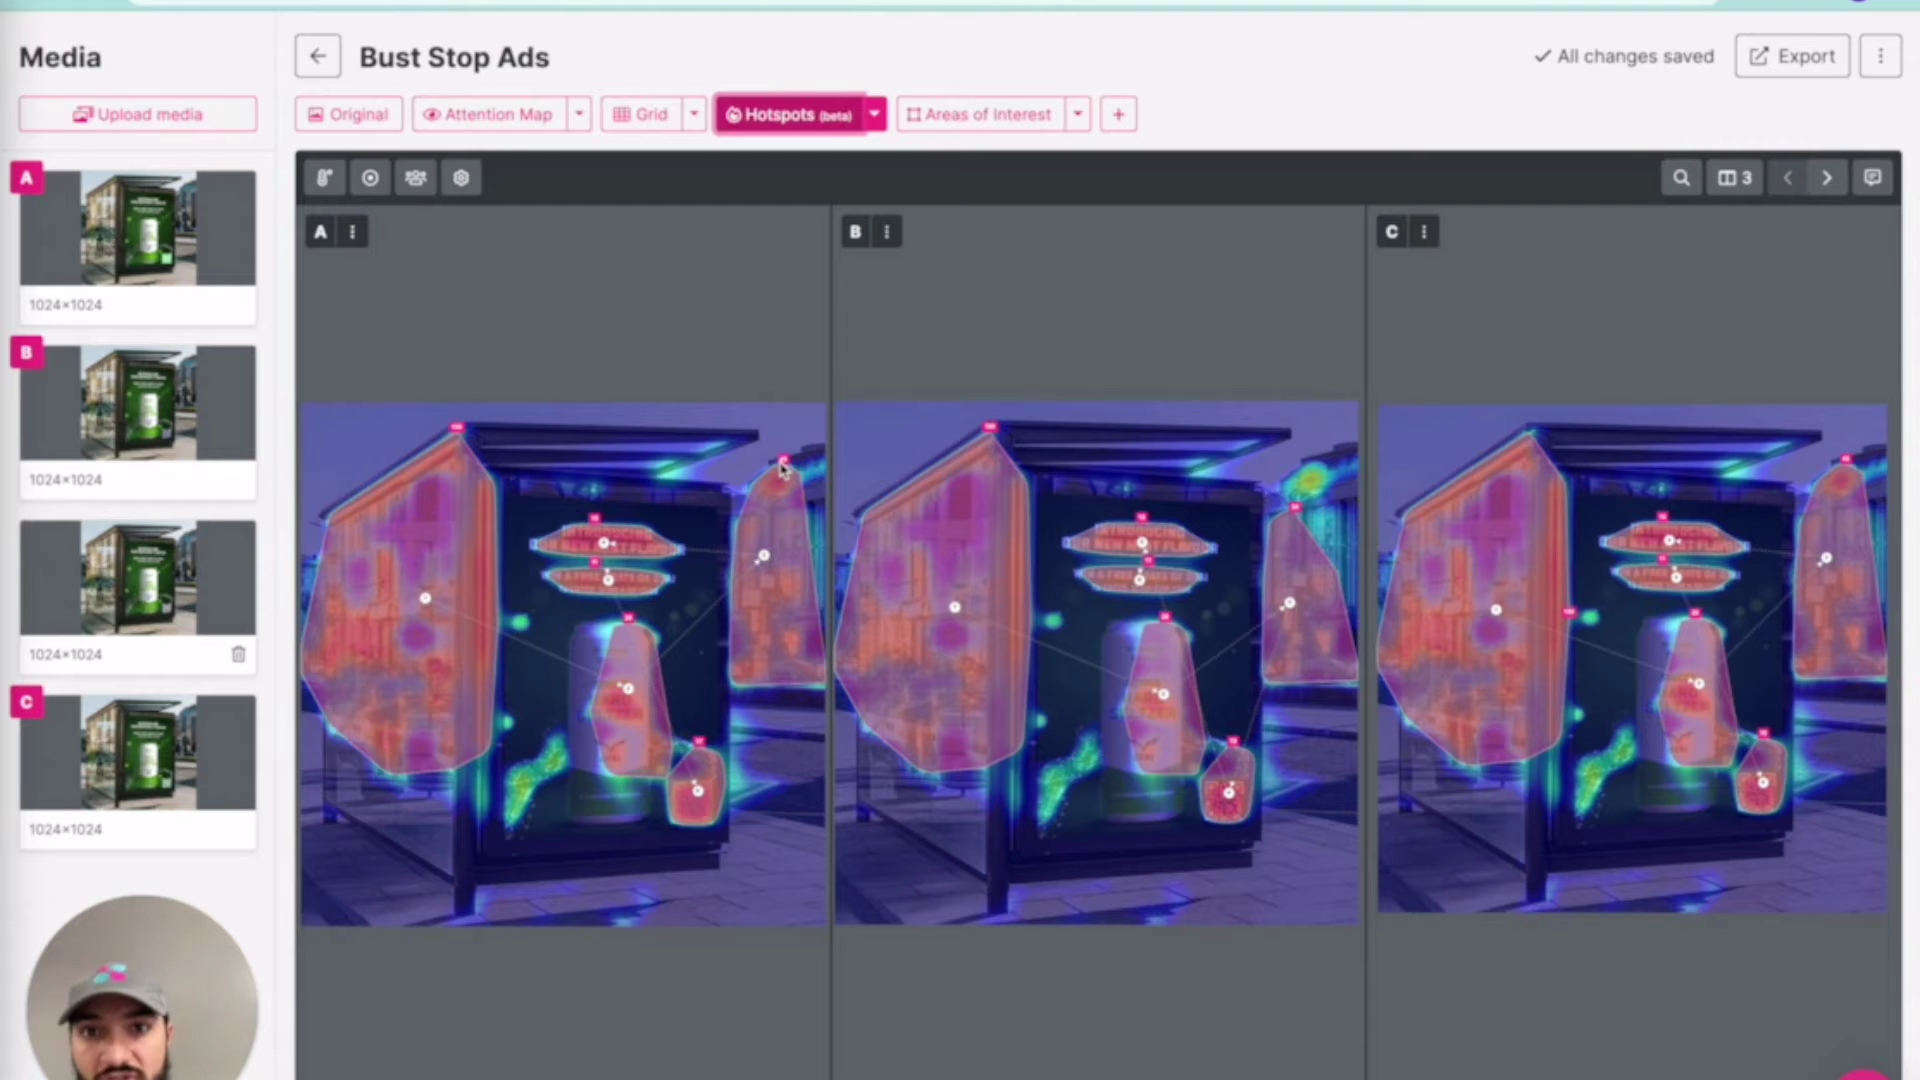 Media
Bust Stop Ads
All changes saved
Export
Upload media
Original
Attention Map
Grid
Hotspots (beta)
Areas of Interest
+
3
A
1024×1024
B
1024×1024
1024×1024
C
1024×1024
A
B
C
INTRODUCING